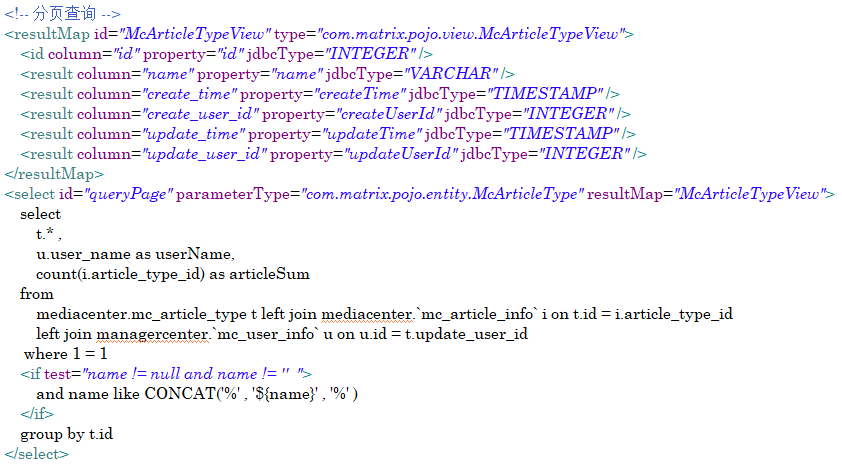 <!-- 分页查询 -->
<resultMap id="McArticleTypeView" type="com.matrix.pojo.view.McArticleTypeView">
<id column="id" property="id" jdbcType="INTEGER" />
<result column="name" property="name" jdbcType="VARCHAR" />
<result column="create_time" property="createTime" jdbcType="TIMESTAMP" />
<result column="create_user_id" property="createUserId" jdbcType="INTEGER" />
<result column="update_time" property="updateTime" jdbcType="TIMESTAMP" />
<result column="update_user_id" property="updateUserId" jdbcType="INTEGER" />
</resultMap>
<select id="queryPage" parameterType="com.matrix.pojo.entity.McArticleType" resultMap="McArticleTypeView">
select
t.* ,
u.user_name as userName,
count(i.article_type_id) as articleSum
from
mediacenter.mc_article_type t left join mediacenter.`mc_article_info` i on t.id = i.article_type_id
left join managercenter.`mc_user_info` u on u.id = t.update_user_id
where 1 = 1
<if test="name != null and name != '' ">
and name like CONCAT('%' , '${name}' , '%' )
</if>
group by t.id
</select>